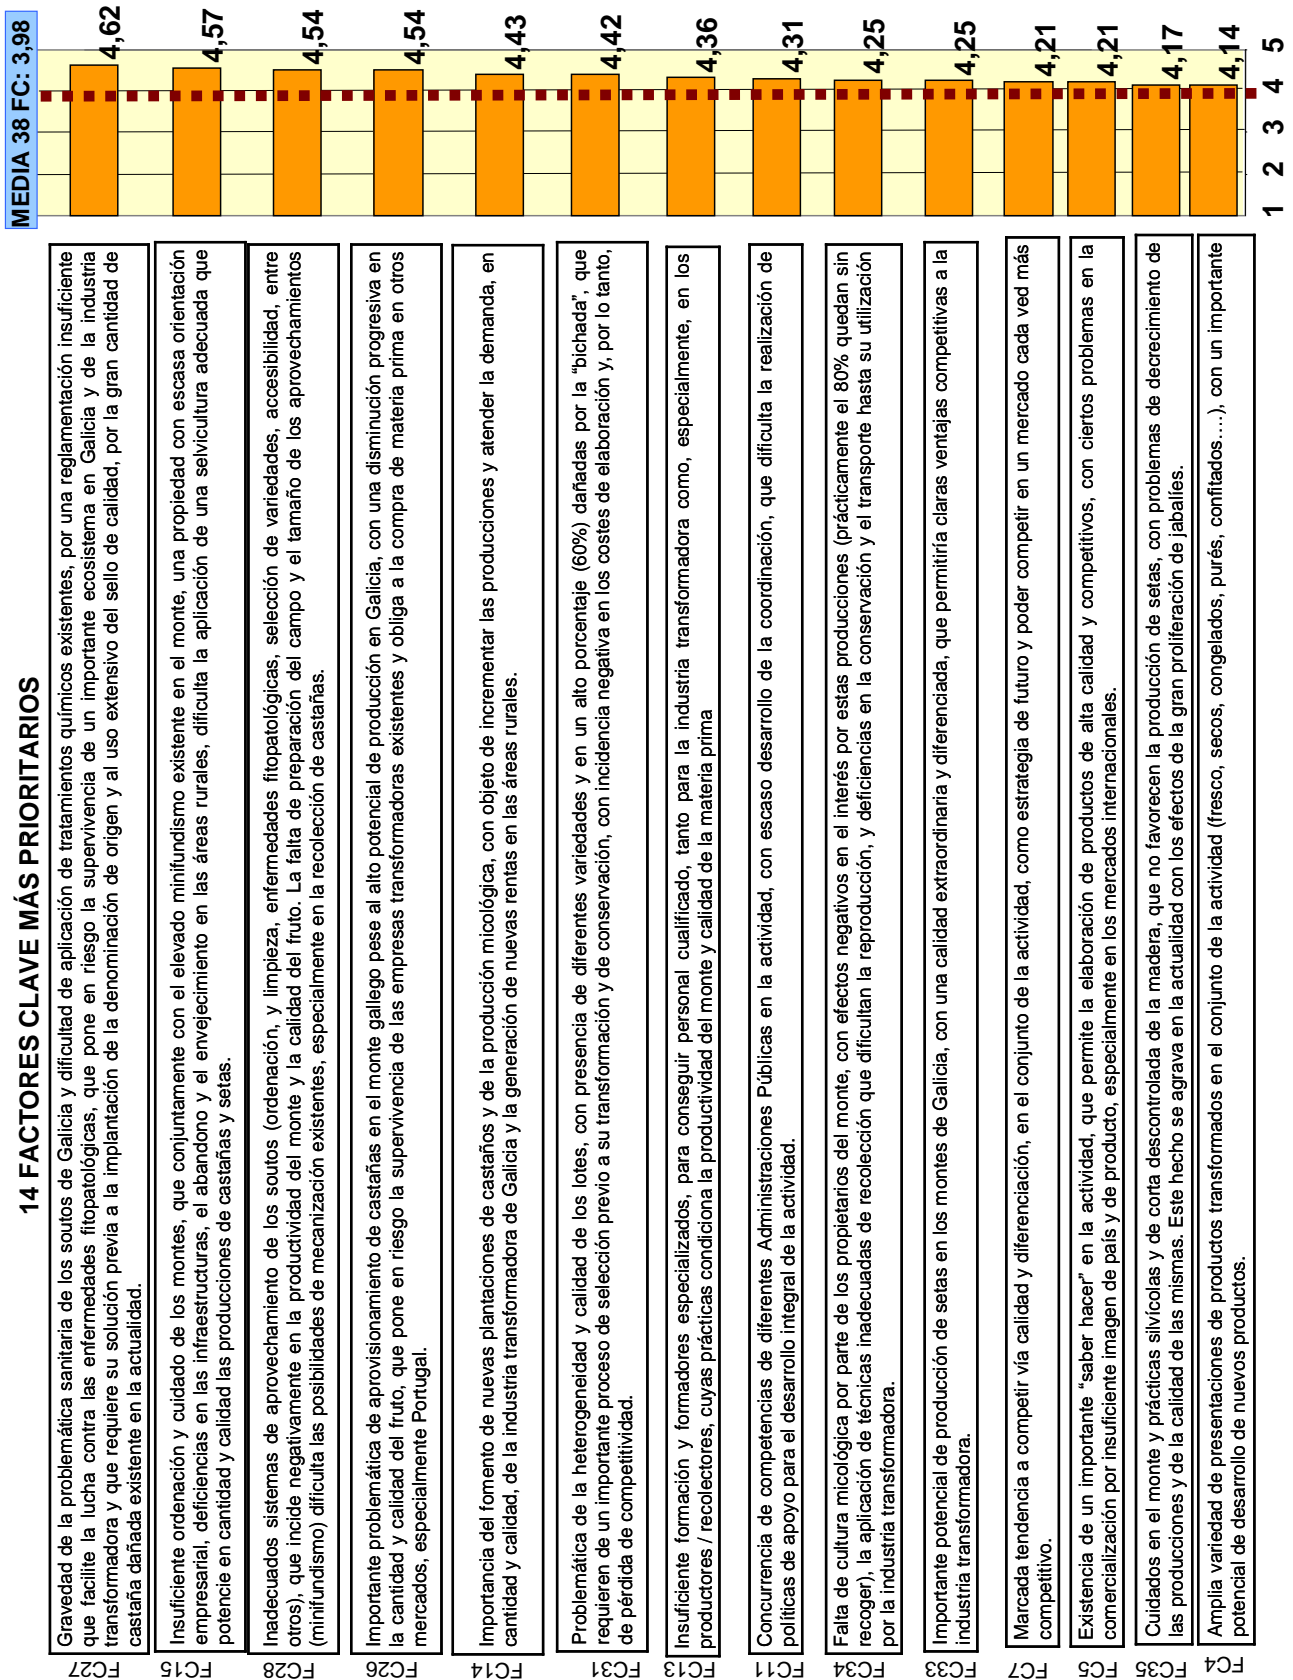 14 FACTORES CLAVE MÁS PRIORITARIOS
MEDIA 38 FC: 3,98
FC27
Gravedad de la problemática sanitaria de los soutos de Galicia y dificultad de aplicación de tratamientos químicos existentes, por una reglamentación insuficiente
que facilite la lucha contra las enfermedades fitopatológicas, que pone en riesgo la supervivencia de un importante ecosistema en Galicia y de la industria
transformadora y que requiere su solución previa a la implantación de la denominación de origen y al uso extensivo del sello de calidad, por la gran cantidad de
castaña dañada existente en la actualidad.
4,62
FC15
Insuficiente ordenación y cuidado de los montes, que conjuntamente con el elevado minifundismo existente en el monte, una propiedad con escasa orientación
empresarial, deficiencias en las infraestructuras, el abandono y el envejecimiento en las áreas rurales, dificulta la aplicación de una selvicultura adecuada que
potencie en cantidad y calidad las producciones de castañas y setas.
4,57
FC28
Inadecuados sistemas de aprovechamiento de los soutos (ordenación, y limpieza, enfermedades fitopatológicas, selección de variedades, accesibilidad, entre
otros), que incide negativamente en la productividad del monte y la calidad del fruto. La falta de preparación del campo y el tamaño de los aprovechamientos
(minifundismo) dificulta las posibilidades de mecanización existentes, especialmente en la recolección de castañas.
4,54
FC26
Importante problemática de aprovisionamiento de castañas en el monte gallego pese al alto potencial de producción en Galicia, con una disminución progresiva en
la cantidad y calidad del fruto, que pone en riesgo la supervivencia de las empresas transformadoras existentes y obliga a la compra de materia prima en otros
mercados, especialmente Portugal.
4,54
FC14
Importancia del fomento de nuevas plantaciones de castaños y de la producción micológica, con objeto de incrementar las producciones y atender la demanda, en
cantidad y calidad, de la industria transformadora de Galicia y la generación de nuevas rentas en las áreas rurales.
4,43
FC31
Problemática de la heterogeneidad y calidad de los lotes, con presencia de diferentes variedades y en un alto porcentaje (60%) dañadas por la "bichada", que
requieren de un importante proceso de selección previo a su transformación y de conservación, con incidencia negativa en los costes de elaboración y, por lo tanto,
de pérdida de competitividad.
4,42
FC13
Insuficiente formación y formadores especializados, para conseguir personal cualificado, tanto para la industria transformadora como, especialmente, en los
productores / recolectores, cuyas prácticas condiciona la productividad del monte y calidad de la materia prima
4,36
FC11
Concurrencia de competencias de diferentes Administraciones Públicas en la actividad, con escaso desarrollo de la coordinación, que dificulta la realización de
políticas de apoyo para el desarrollo integral de la actividad.
4,31
FC34
Falta de cultura micológica por parte de los propietarios del monte, con efectos negativos en el interés por estas producciones (prácticamente el 80% quedan sin
recoger), la aplicación de técnicas inadecuadas de recolección que dificultan la reproducción, y deficiencias en la conservación y el transporte hasta su utilización
por la industria transformadora.
4,25
FC33
Importante potencial de producción de setas en los montes de Galicia, con una calidad extraordinaria y diferenciada, que permitiría claras ventajas competitivas a la
industria transformadora.
4,25
FC7
Marcada tendencia a competir vía calidad y diferenciación, en el conjunto de la actividad, como estrategia de futuro y poder competir en un mercado cada ved más
competitivo.
4,21
FC5
Existencia de un importante "saber hacer" en la actividad, que permite la elaboración de productos de alta calidad y competitivos, con ciertos problemas en la
comercialización por insuficiente imagen de país y de producto, especialmente en los mercados internacionales.
4,21
FC35
Cuidados en el monte y prácticas silvícolas y de corta descontrolada de la madera, que no favorecen la producción de setas, con problemas de decrecimiento de
las producciones y de la calidad de las mismas. Este hecho se agrava en la actualidad con los efectos de la gran proliferación de jabalíes.
4,17
FC4
Amplia variedad de presentaciones de productos transformados en el conjunto de la actividad (fresco, secos, congelados, purés, confitados….), con un importante
potencial de desarrollo de nuevos productos.
4,14
1 2 3 4 5